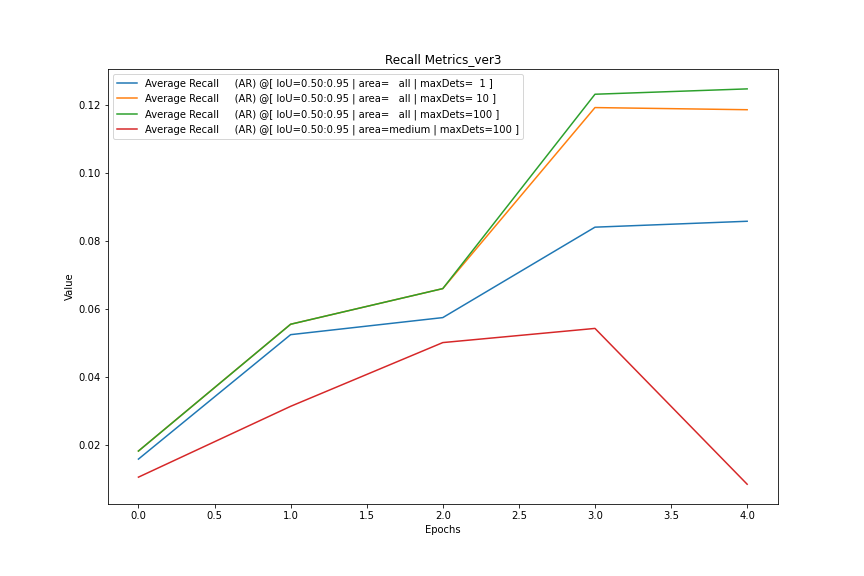 Recall Metrics_ver3
Average Recall     (AR) @[ IoU=0.50:0.95 | area=   all | maxDets=  1 ]
Average Recall     (AR) @[ IoU=0.50:0.95 | area=   all | maxDets= 10 ]
Average Recall     (AR) @[ IoU=0.50:0.95 | area=   all | maxDets=100 ]
Average Recall     (AR) @[ IoU=0.50:0.95 | area=medium | maxDets=100 ]
0.12
0.10
0.08
0.06
0.04
0.02
Value
0.0 0.5 1.0 1.5 2.0 2.5 3.0 3.5 4.0
Epochs